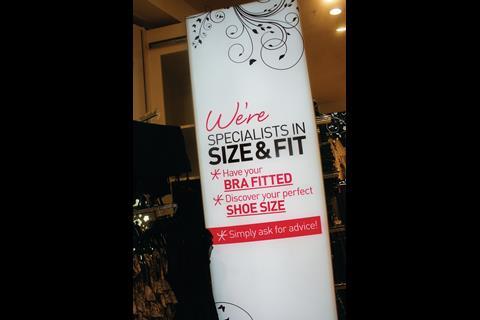 We're
SPECIALISTS IN
SIZE & FIT
* Have your
BRA FITTED
* Discover your perfect
SHOE SIZE
* Simply ask for advice!